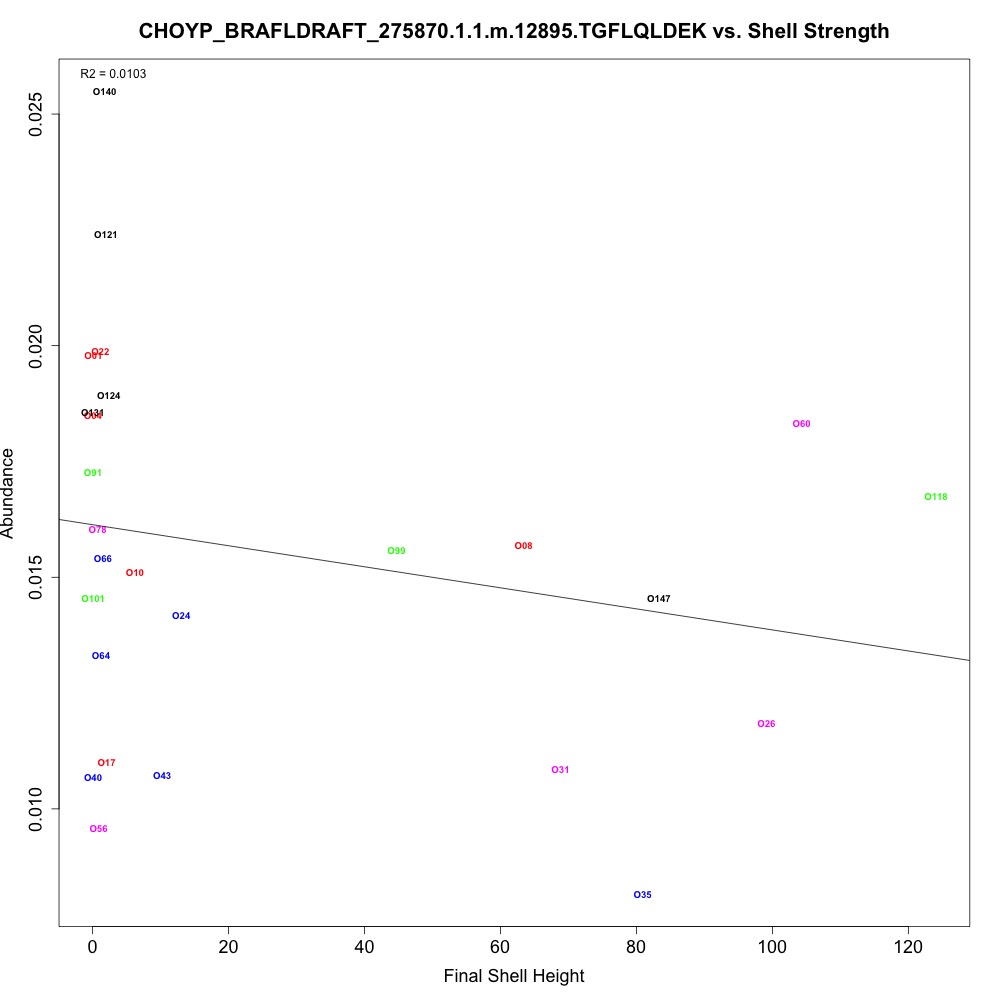 CHOYP_BRAFLDRAFT_275870.1.1.m.12895.TGFLQLDEK vs. Shell Strength
R2 = 0.0103
O140
0.025
O121
0.020
O22
O01
O124
O131
O04
O60
O91
O118
Abundance
O78
O99
O08
O66
O10
0.015
O101
O147
O24
O64
O26
O17
O31
O40
O43
0.010
O56
O35
0
20
40
60
80
100
120
Final Shell Height